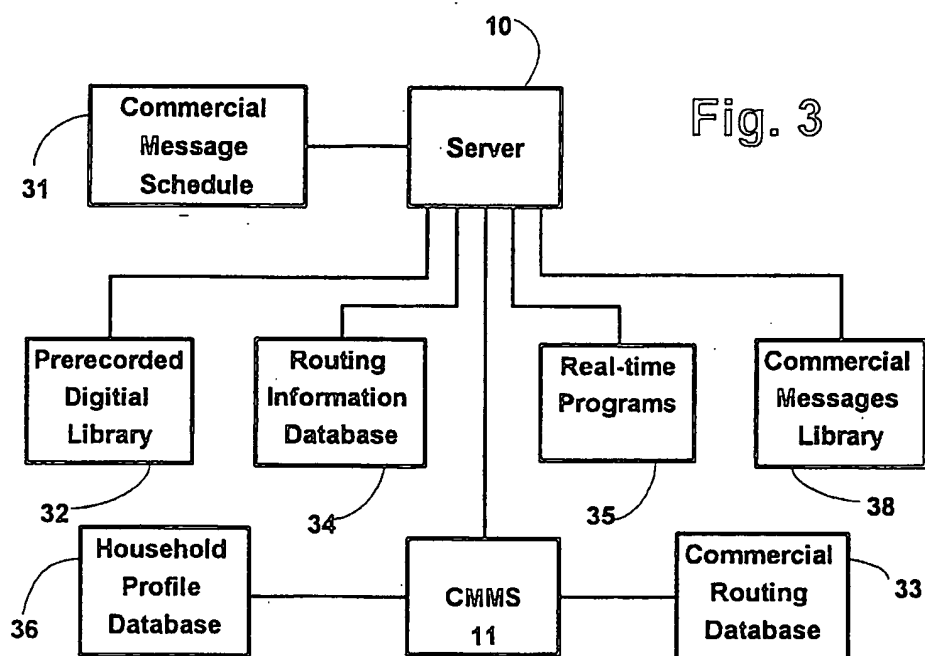 10
Fig. 3
Commercial
Message
Schedule
Server
31
Prerecorded
Digitial
Library
Routing
Information
Database
Real-time
Programs
Commercial
Messages
Library
32
34
35
38
Household
Profile
Database
CMMS
11
Commercial
Routing
Database
36
33